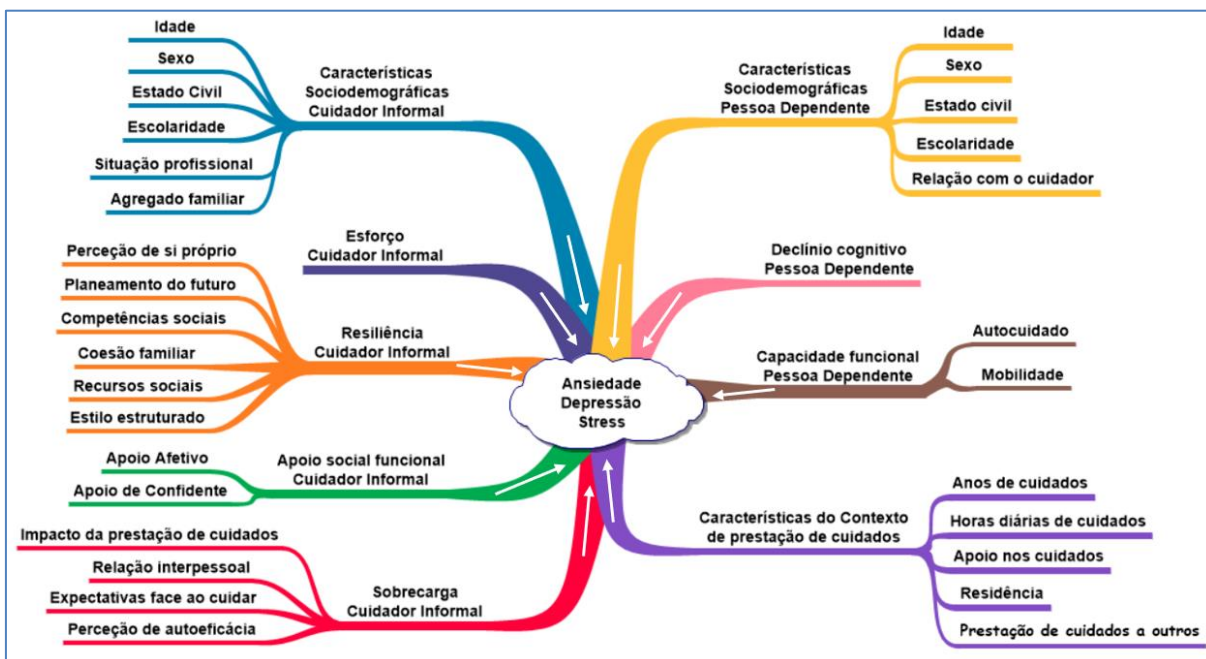 Idade
Sexo
Estado Civil
Escolaridade
Situação profissional
Agregado familiar
Características
Sociodemográficas
Cuidador Informal
Esforço
Cuidador Informal
Perceção de si próprio
Planeamento do futuro
Competências sociais
Coesão familiar
Recursos sociais
Estilo estruturado
Resiliência
Cuidador Informal
Apoio Afetivo
Apoio de Confidente
Apoio social funcional
Cuidador Informal
Impacto da prestação de cuidados
Relação interpessoal
Expectativas face ao cuidar
Perceção de autoeficácia
Sobrecarga
Cuidador Informal
Ansiedade
Depressão
Stress
Características
Sociodemográficas
Pessoa Dependente
Idade
Sexo
Estado civil
Escolaridade
Relação com o cuidador
Declínio cognitivo
Pessoa Dependente
Capacidade funcional
Pessoa Dependente
Autocuidado
Mobilidade
Características do Contexto
de prestação de cuidados
Anos de cuidados
Horas diárias de cuidados
Apoio nos cuidados
Residência
Prestação de cuidados a outros